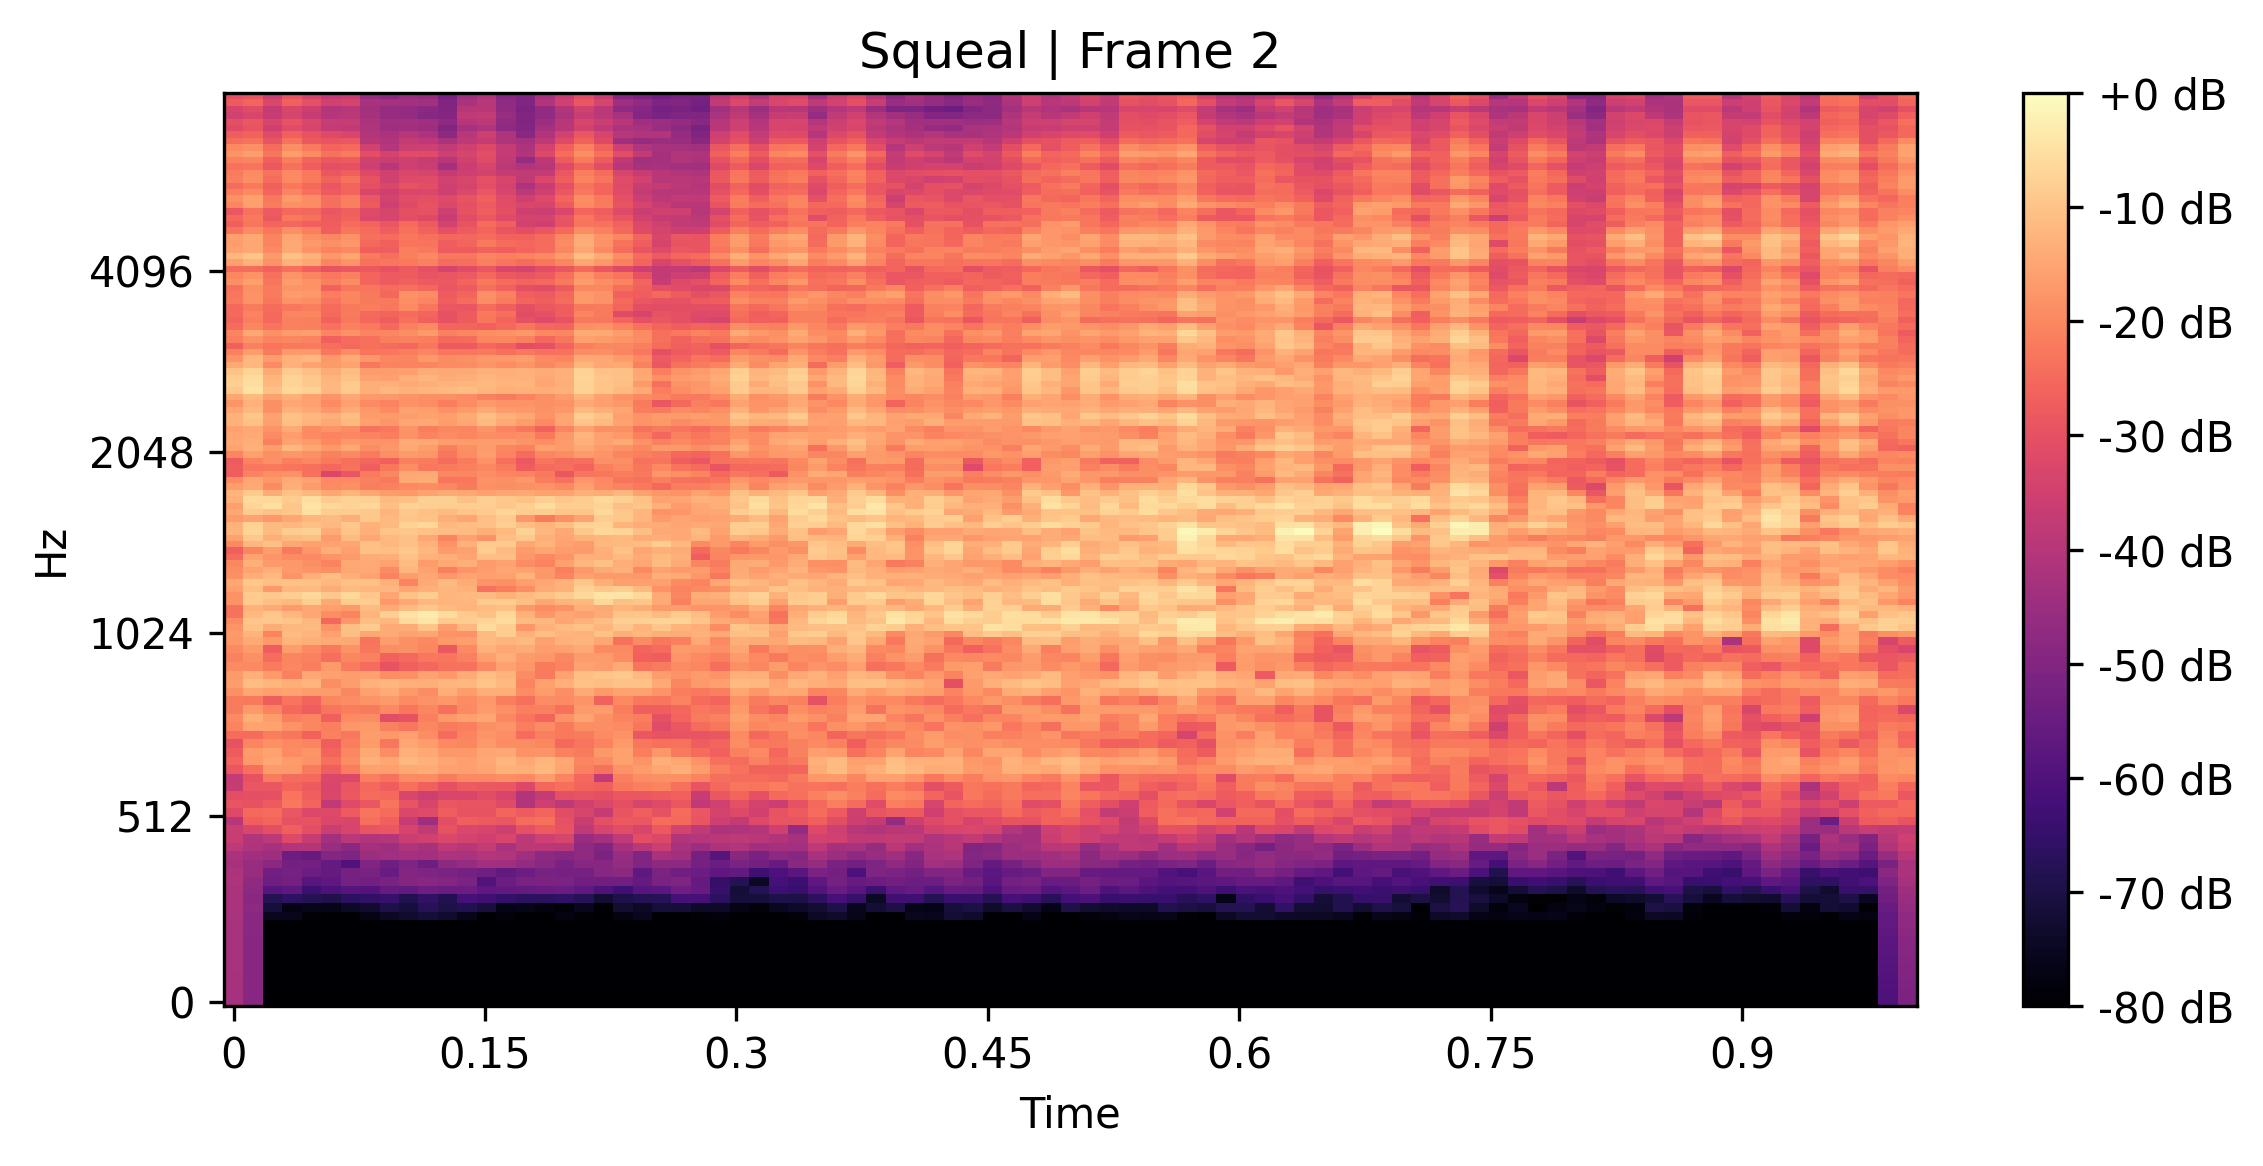 Squeal | Frame 2
+0 dB
-10 dB
-20 dB
-30 dB
-40 dB
-50 dB
-60 dB
-70 dB
-80 dB
Hz
4096
2048
1024
512
0
0 0.15 0.3 0.45 0.6 0.75 0.9
Time